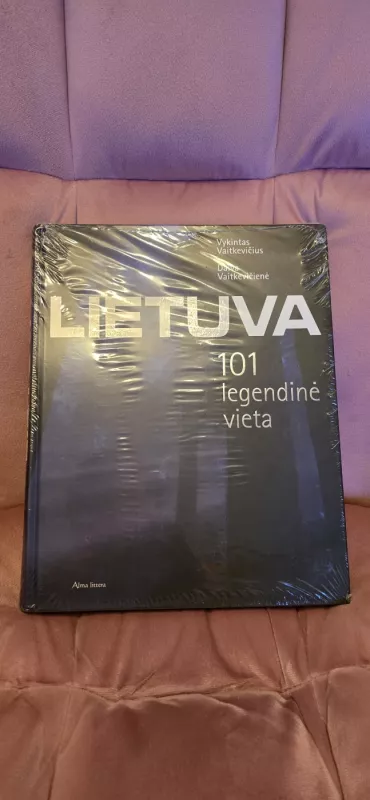 Vykintas
Vaitkevičius
Daiva
Vaitkevičienė
LIETUVA
101
legendinė
vieta
Alma littera